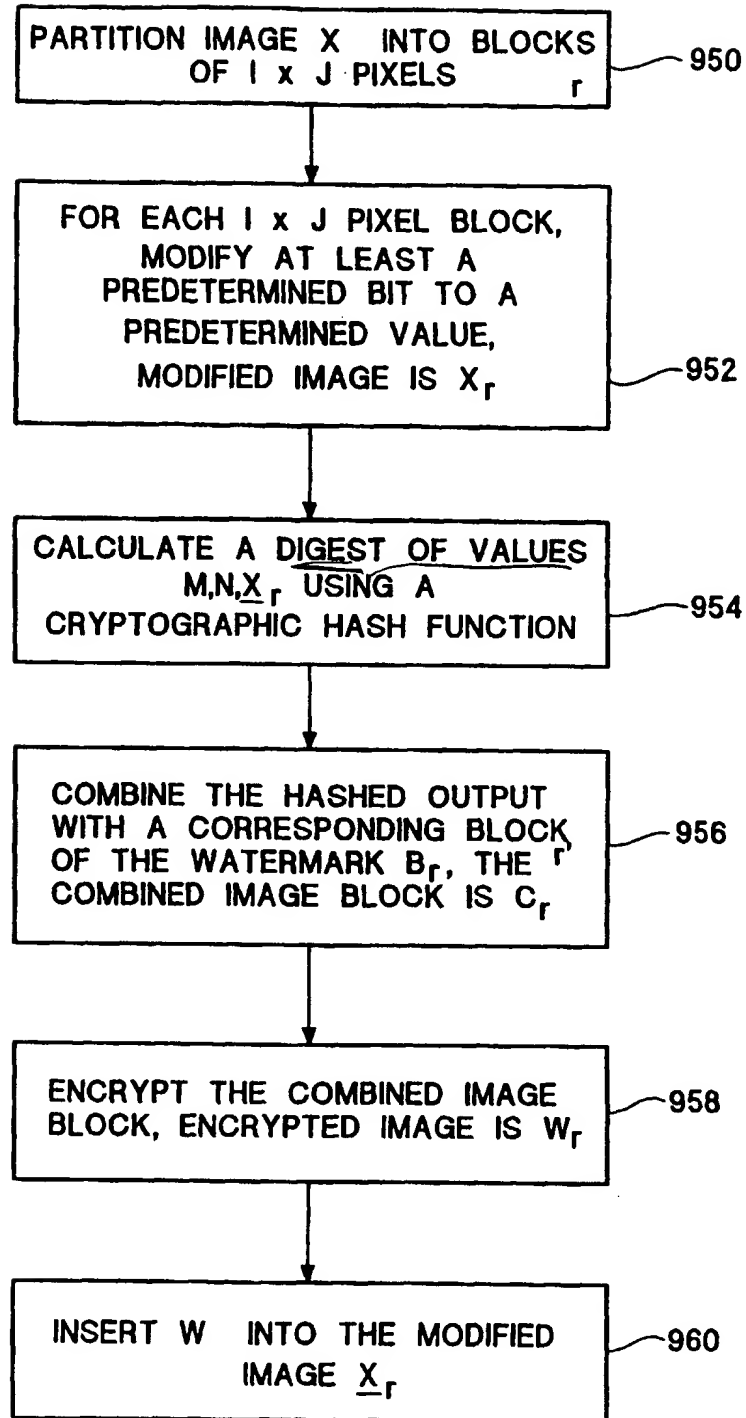 PARTITION IMAGE X INTO BLOCKS
OF I x J PIXELS r
950
FOR EACH I x J PIXEL BLOCK,
MODIFY AT LEAST A
PREDETERMINED BIT TO A
PREDETERMINED VALUE,
MODIFIED IMAGE IS Xr
952
CALCULATE A DIGEST OF VALUES
M,N,Xr USING A
CRYPTOGRAPHIC HASH FUNCTION
954
COMBINE THE HASHED OUTPUT
WITH A CORRESPONDING BLOCK,
OF THE WATERMARK Br, THE r
COMBINED IMAGE BLOCK IS Cr
956
ENCRYPT THE COMBINED IMAGE
BLOCK, ENCRYPTED IMAGE IS Wr
958
INSERT W INTO THE MODIFIED
IMAGE Xr
960